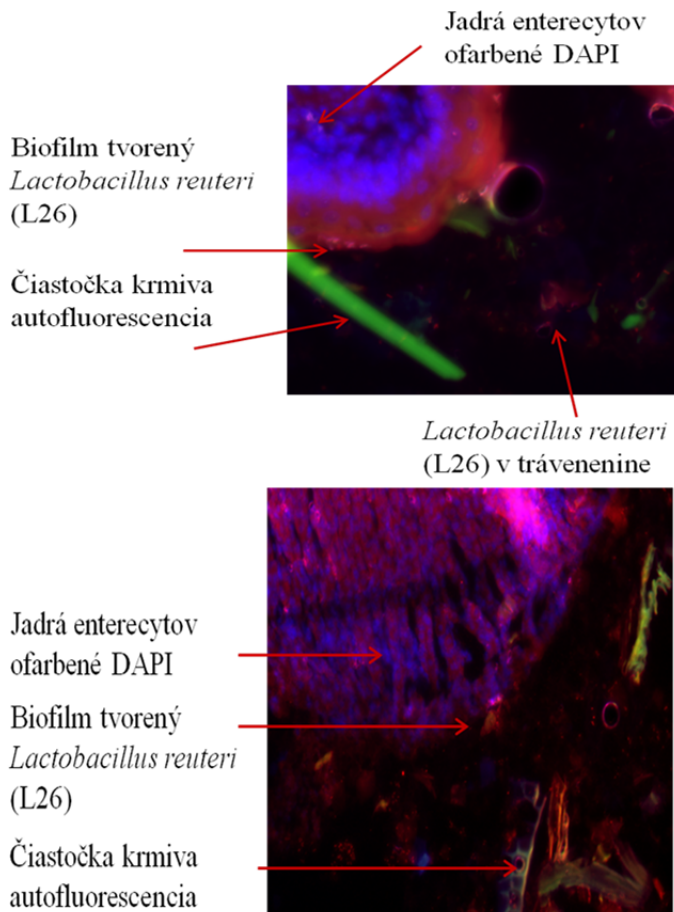 Jadrá enterecytov
ofarbené DAPI
Biofilm tvorený
Lactobacillus reuteri
(L26)
Čiastočka krmiva
autofluorescencia
Lactobacillus reuteri
(L26) v trávenenine
Jadrá enterecytov
ofarbené DAPI
Biofilm tvorený
Lactobacillus reuteri
(L26)
Čiastočka krmiva
autofluorescencia